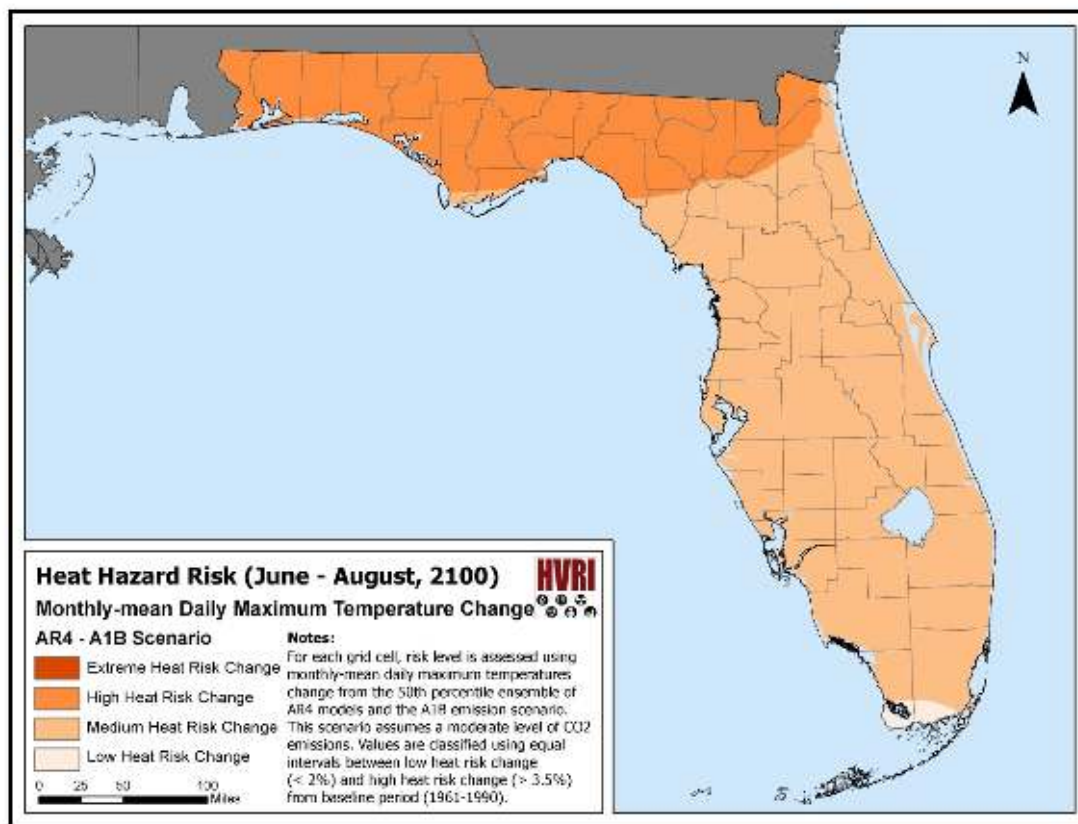 N
Heat Hazard Risk (June - August, 2100)
HVRI
Monthly-mean Daily Maximum Temperature Change
AR4 - A1B Scenario
Extreme Heat Risk Change
High Heat Risk Change
Medium Heat Risk Change
Low Heat Risk Change
0 25 50 100
Miles
Notes:
For each grid cell, risk level is assessed using
monthly-mean daily maximum temperatures
change from the 50th percentile ensemble of
AR4 models and the A1B emission scenario.
This scenario assumes a moderate level of CO2
emissions. Values are classified using equal
intervals between low heat risk change
(< 2%) and high heat risk change (> 3.5%)
from baseline period (1961-1990).